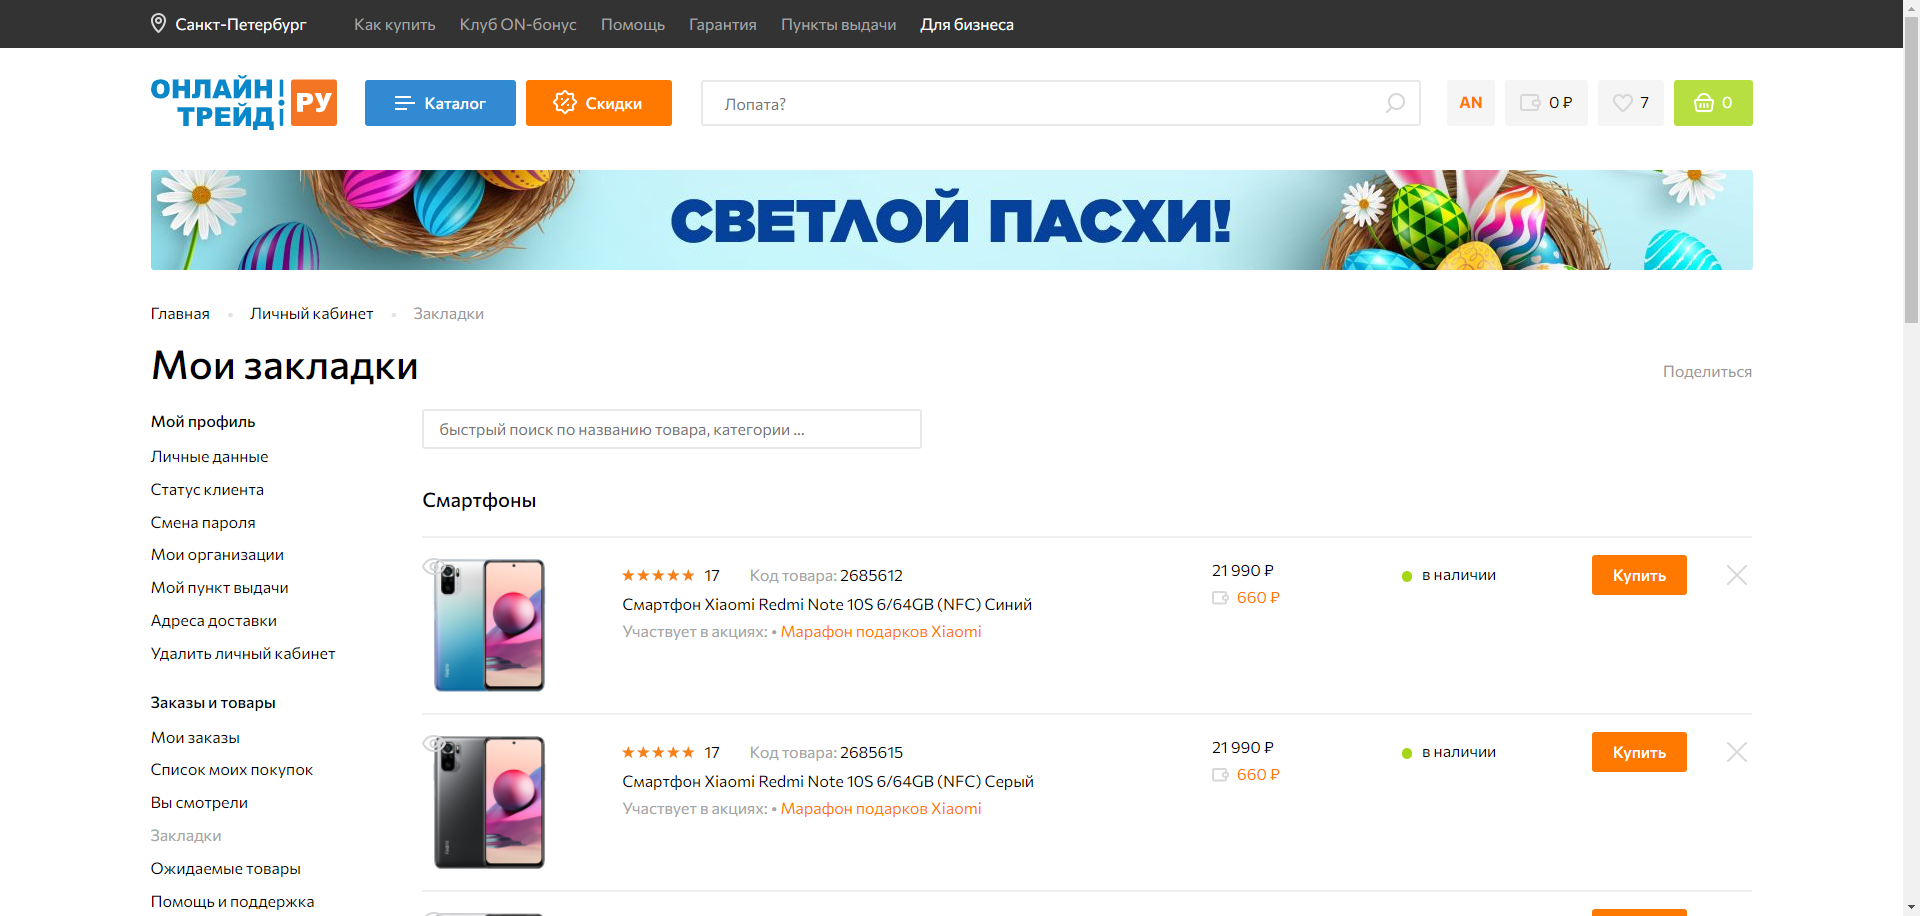 Санкт-Петербург Как купить Клуб ON-бонус Помощь Гарантия Пункты выдачи Для бизнеса
ОНЛАЙН ТРЕЙД РУ
Каталог Скидки Лопата? AN 0 ₽ 7 0
СВЕТЛОЙ ПАСХИ!
Главная Личный кабинет Закладки
Мои закладки
Поделиться
Мой профиль
Личные данные
Статус клиента
Смена пароля
Мои организации
Мой пункт выдачи
Адреса доставки
Удалить личный кабинет
Заказы и товары
Мои заказы
Список моих покупок
Вы смотрели
Закладки
Ожидаемые товары
Помощь и поддержка
быстрый поиск по названию товара, категории ...
Смартфоны
17 Код товара: 2685612
Смартфон Xiaomi Redmi Note 10S 6/64GB (NFC) Синий
Участвует в акциях: • Марафон подарков Xiaomi
21 990 ₽
660 ₽
в наличии
Купить
17 Код товара: 2685615
Смартфон Xiaomi Redmi Note 10S 6/64GB (NFC) Серый
Участвует в акциях: • Марафон подарков Xiaomi
21 990 ₽
660 ₽
в наличии
Купить